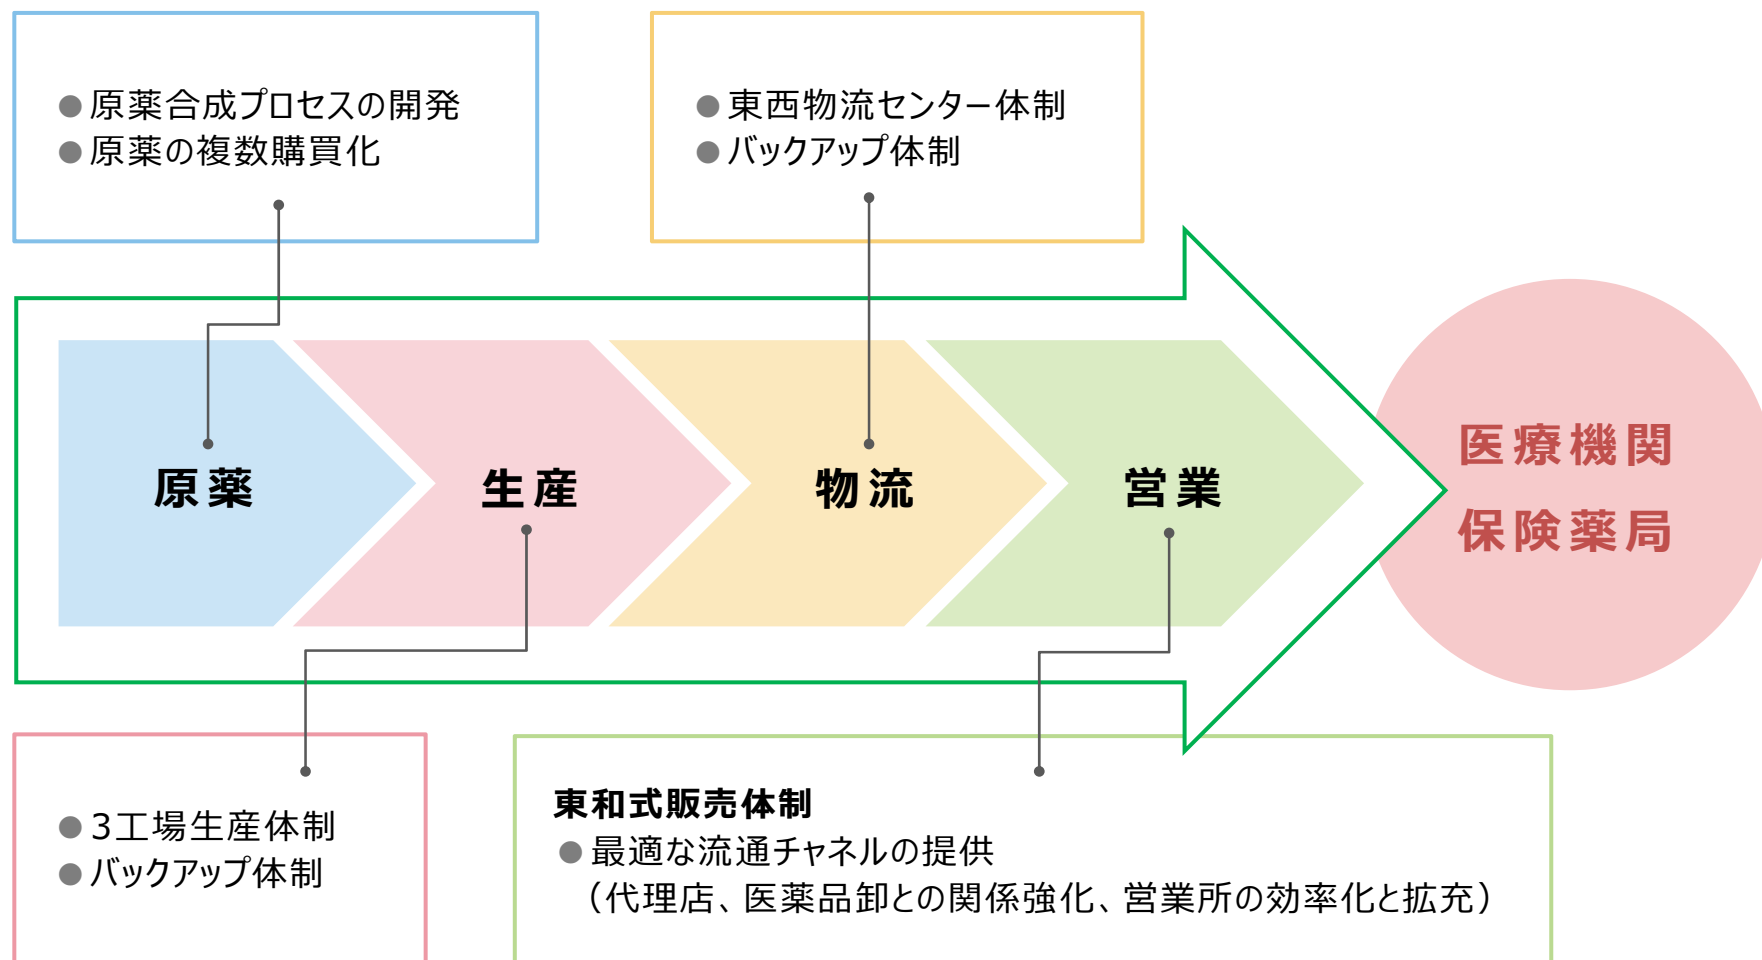 ●原薬合成プロセスの開発
●原薬の複数購買化
●東西物流センター体制
●バックアップ体制
原薬
生産
物流
営業
医療機関
保険薬局
●3工場生産体制
●バックアップ体制
東和式販売体制
●最適な流通チャネルの提供
（代理店、医薬品卸との関係強化、営業所の効率化と拡充）